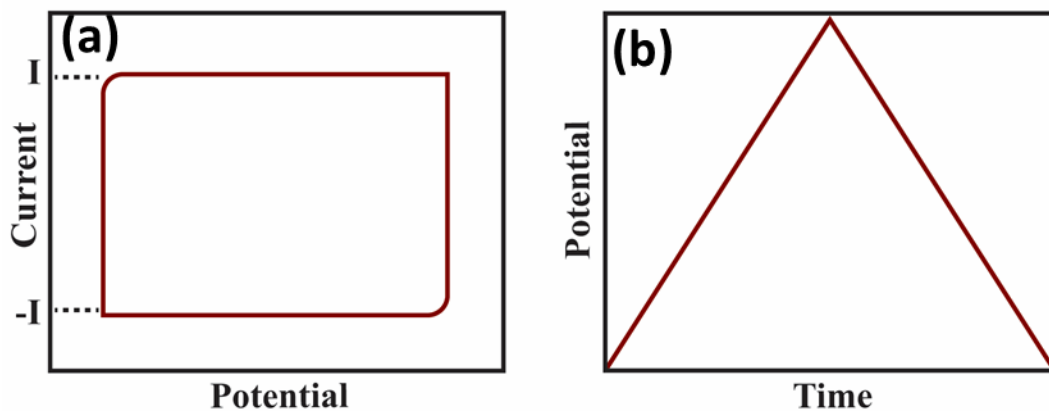 (a)
I
Current
-I
Potential
(b)
Potential
Time